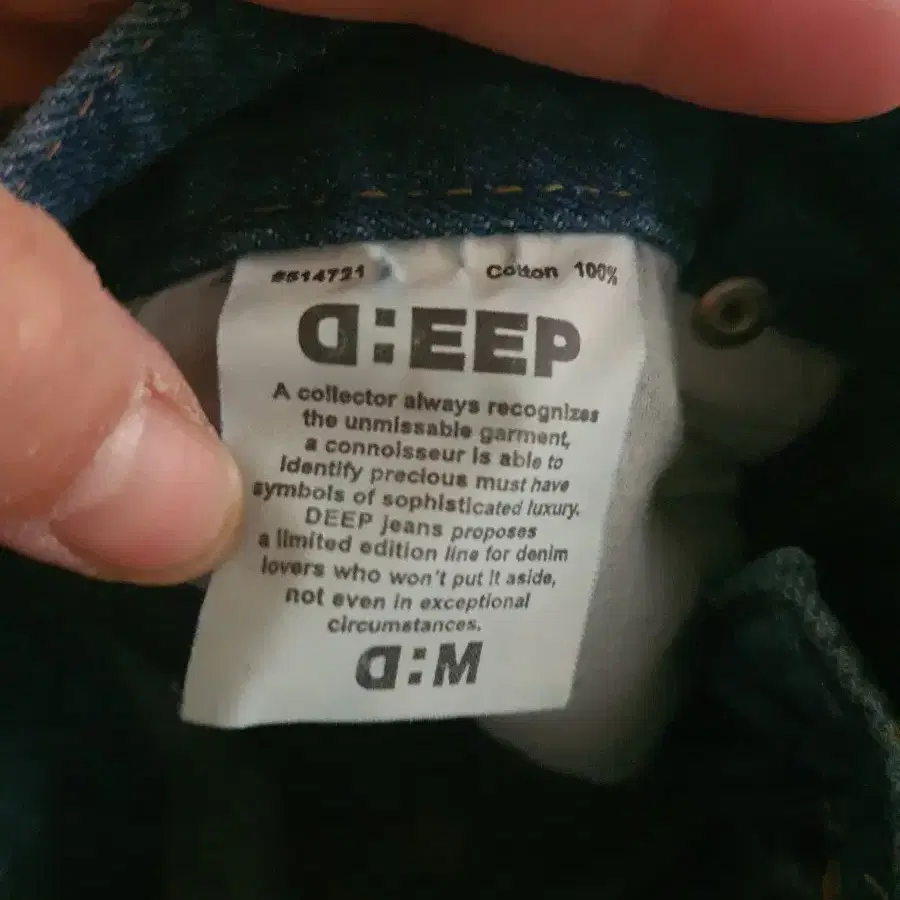 #514721 Cotton 100%
D:EEP
A collector always recognizes
the unmissable garment,
a connoisseur is able to
identify precious must have
symbols of sophisticated luxury.
DEEP jeans proposes
a limited edition line for denim
lovers who won't put it aside,
not even in exceptional
circumstances.
D:M